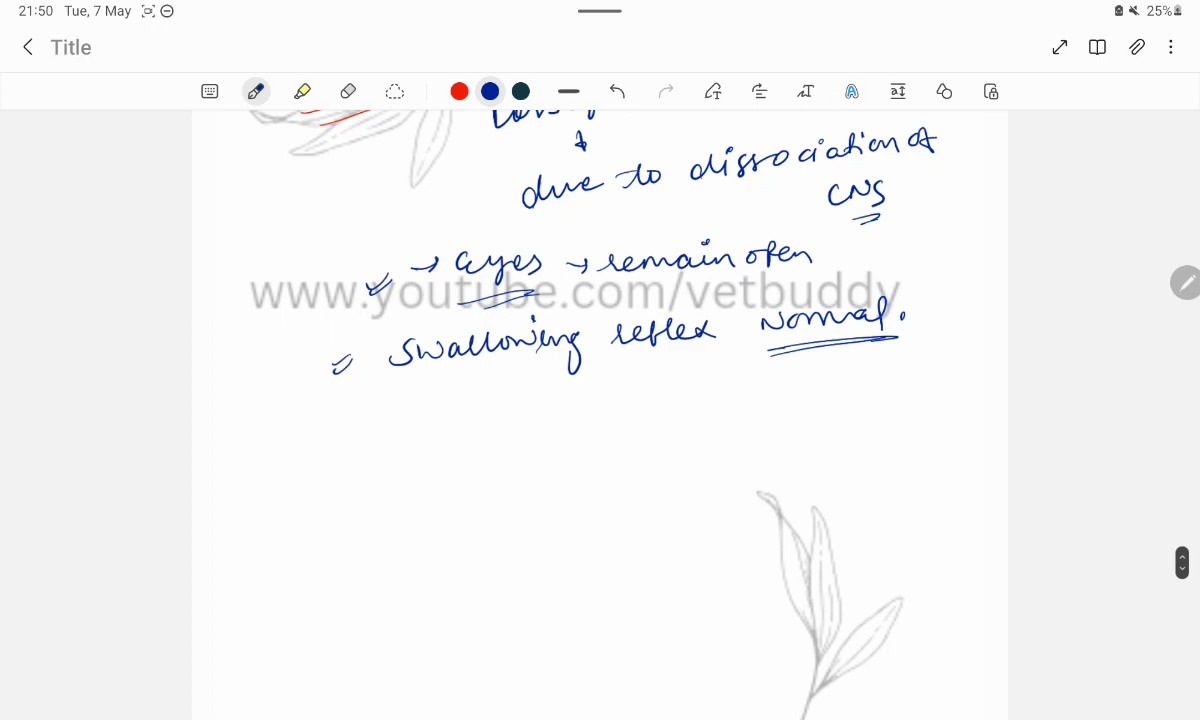 21:50 Tue, 7 May
25%
Title
due to dissociation of
CNS
→ Eyes → remain open
www.youtube.com/vetbuddy
swallowing reflex Normal.